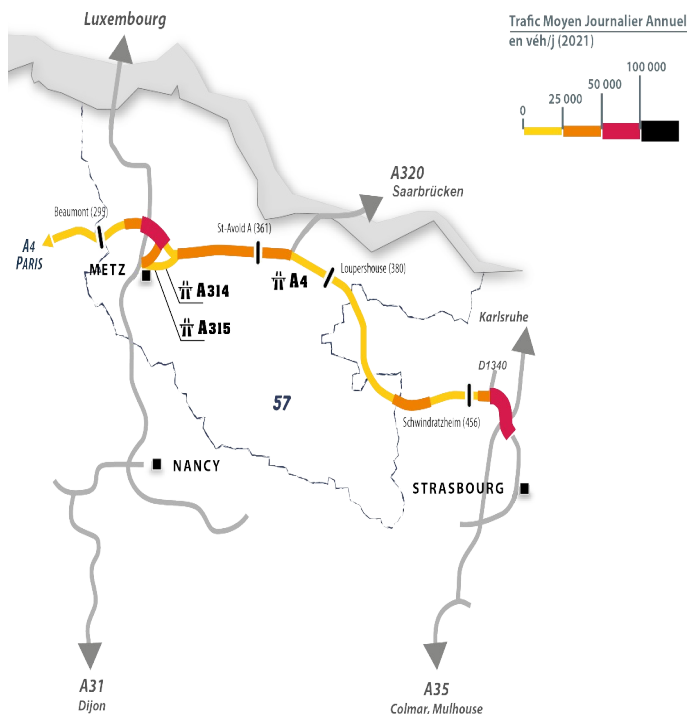 Luxembourg
Trafic Moyen Journalier Annuel
en véh/j (2021)
100 000
50 000
25 000
0
A320
Saarbrücken
Beaumont (299)
St-Avold A (361)
A4
PARIS
METZ
Loupershouse (380)
A4
A314
A315
Karlsruhe
D1340
57
Schwindratzheim (456)
NANCY
STRASBOURG
A31
Dijon
A35
Colmar, Mulhouse